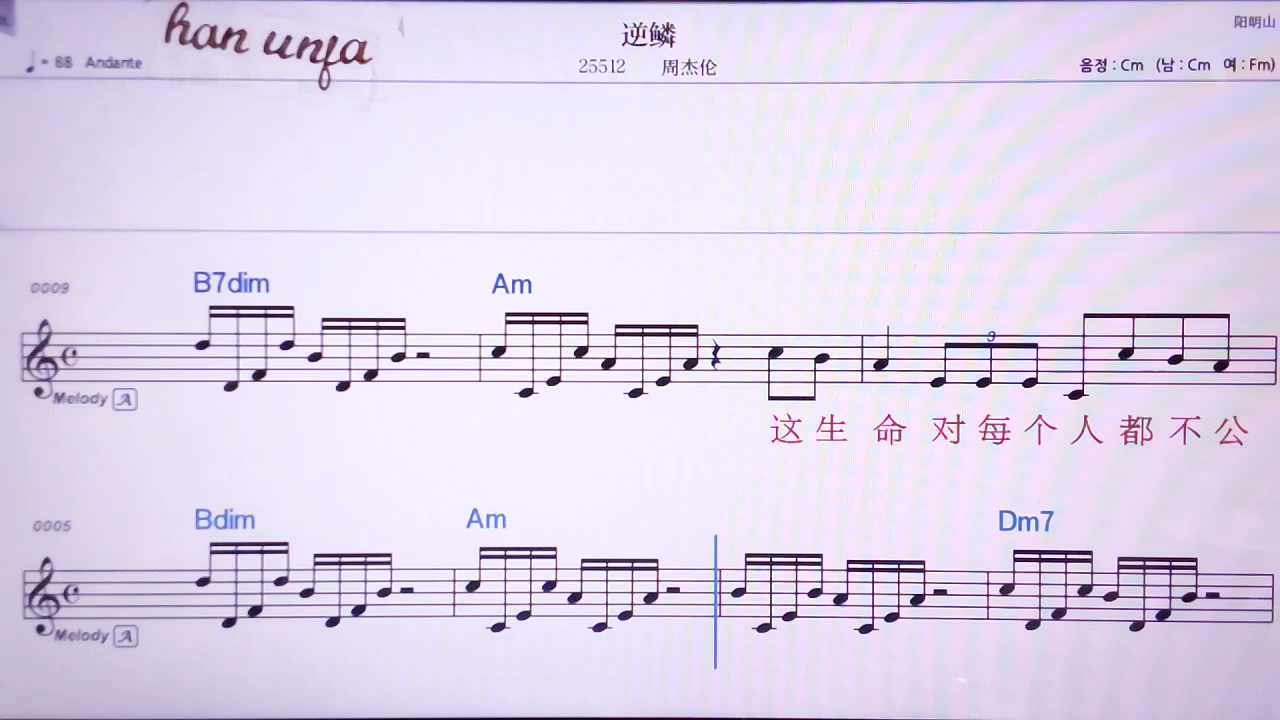 han unfa
逆鳞
阳明山
♩ = 88 Andante
25512 周杰伦
음정 : Cm (남 : Cm 여 : Fm)
0009
B7dim Am
3
Melody A
这生命对每个人都不公
0005
Bdim Am Dm7
Melody A